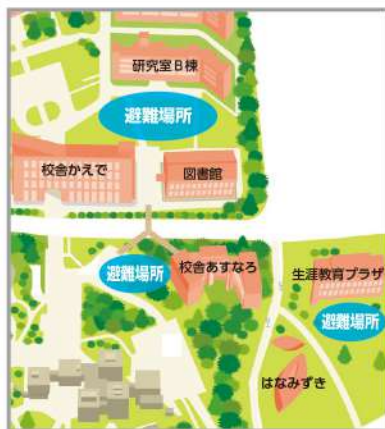 研究室B棟
避難場所
校舎かえで
図書館
避難場所
校舎あすなろ
生涯教育プラザ
避難場所
はなみずき